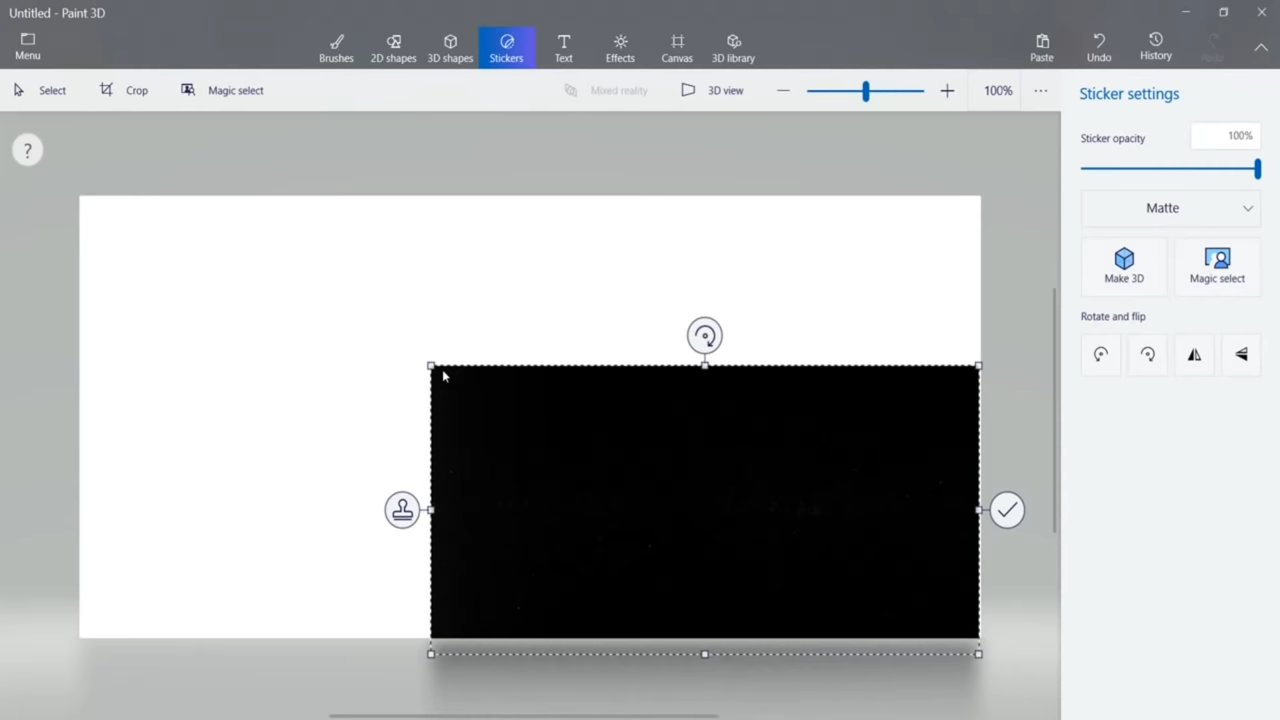 Untitled - Paint 3D
Menu
Brushes
2D shapes
3D shapes
Stickers
Text
Effects
Canvas
3D library
Paste
Undo
History
Redo
Select
Crop
Magic select
Mixed reality
3D view
100%
Sticker settings
?
Sticker opacity
100%
Matte
Make 3D
Magic select
Rotate and flip